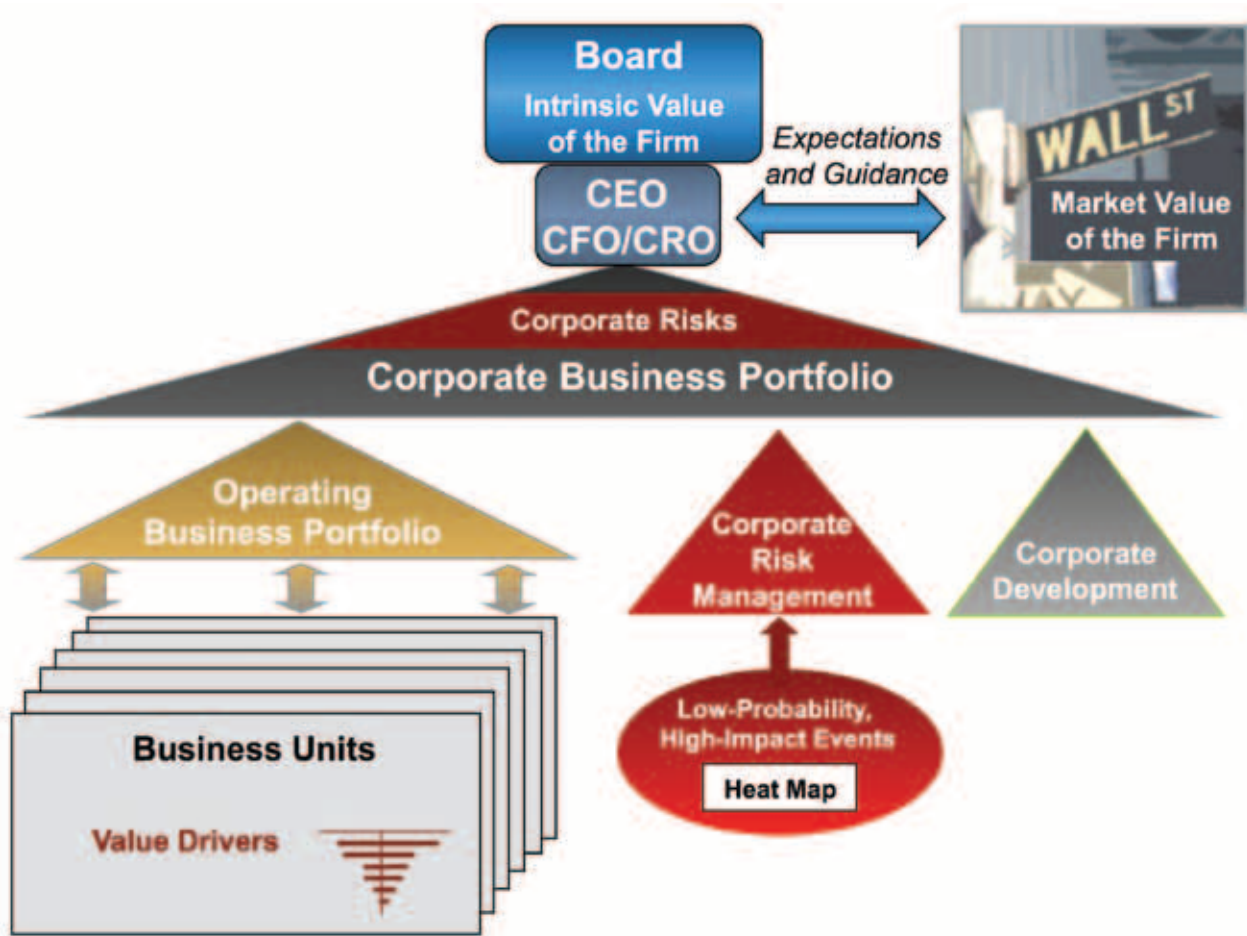 Board
Intrinsic Value
of the Firm
CEO
CFO/CRO
Expectations
and Guidance
WALL ST
Market Value
of the Firm
Corporate Risks
Corporate Business Portfolio
Operating
Business Portfolio
Corporate
Risk
Management
Corporate
Development
Low-Probability,
High-Impact Events
Heat Map
Business Units
Value Drivers